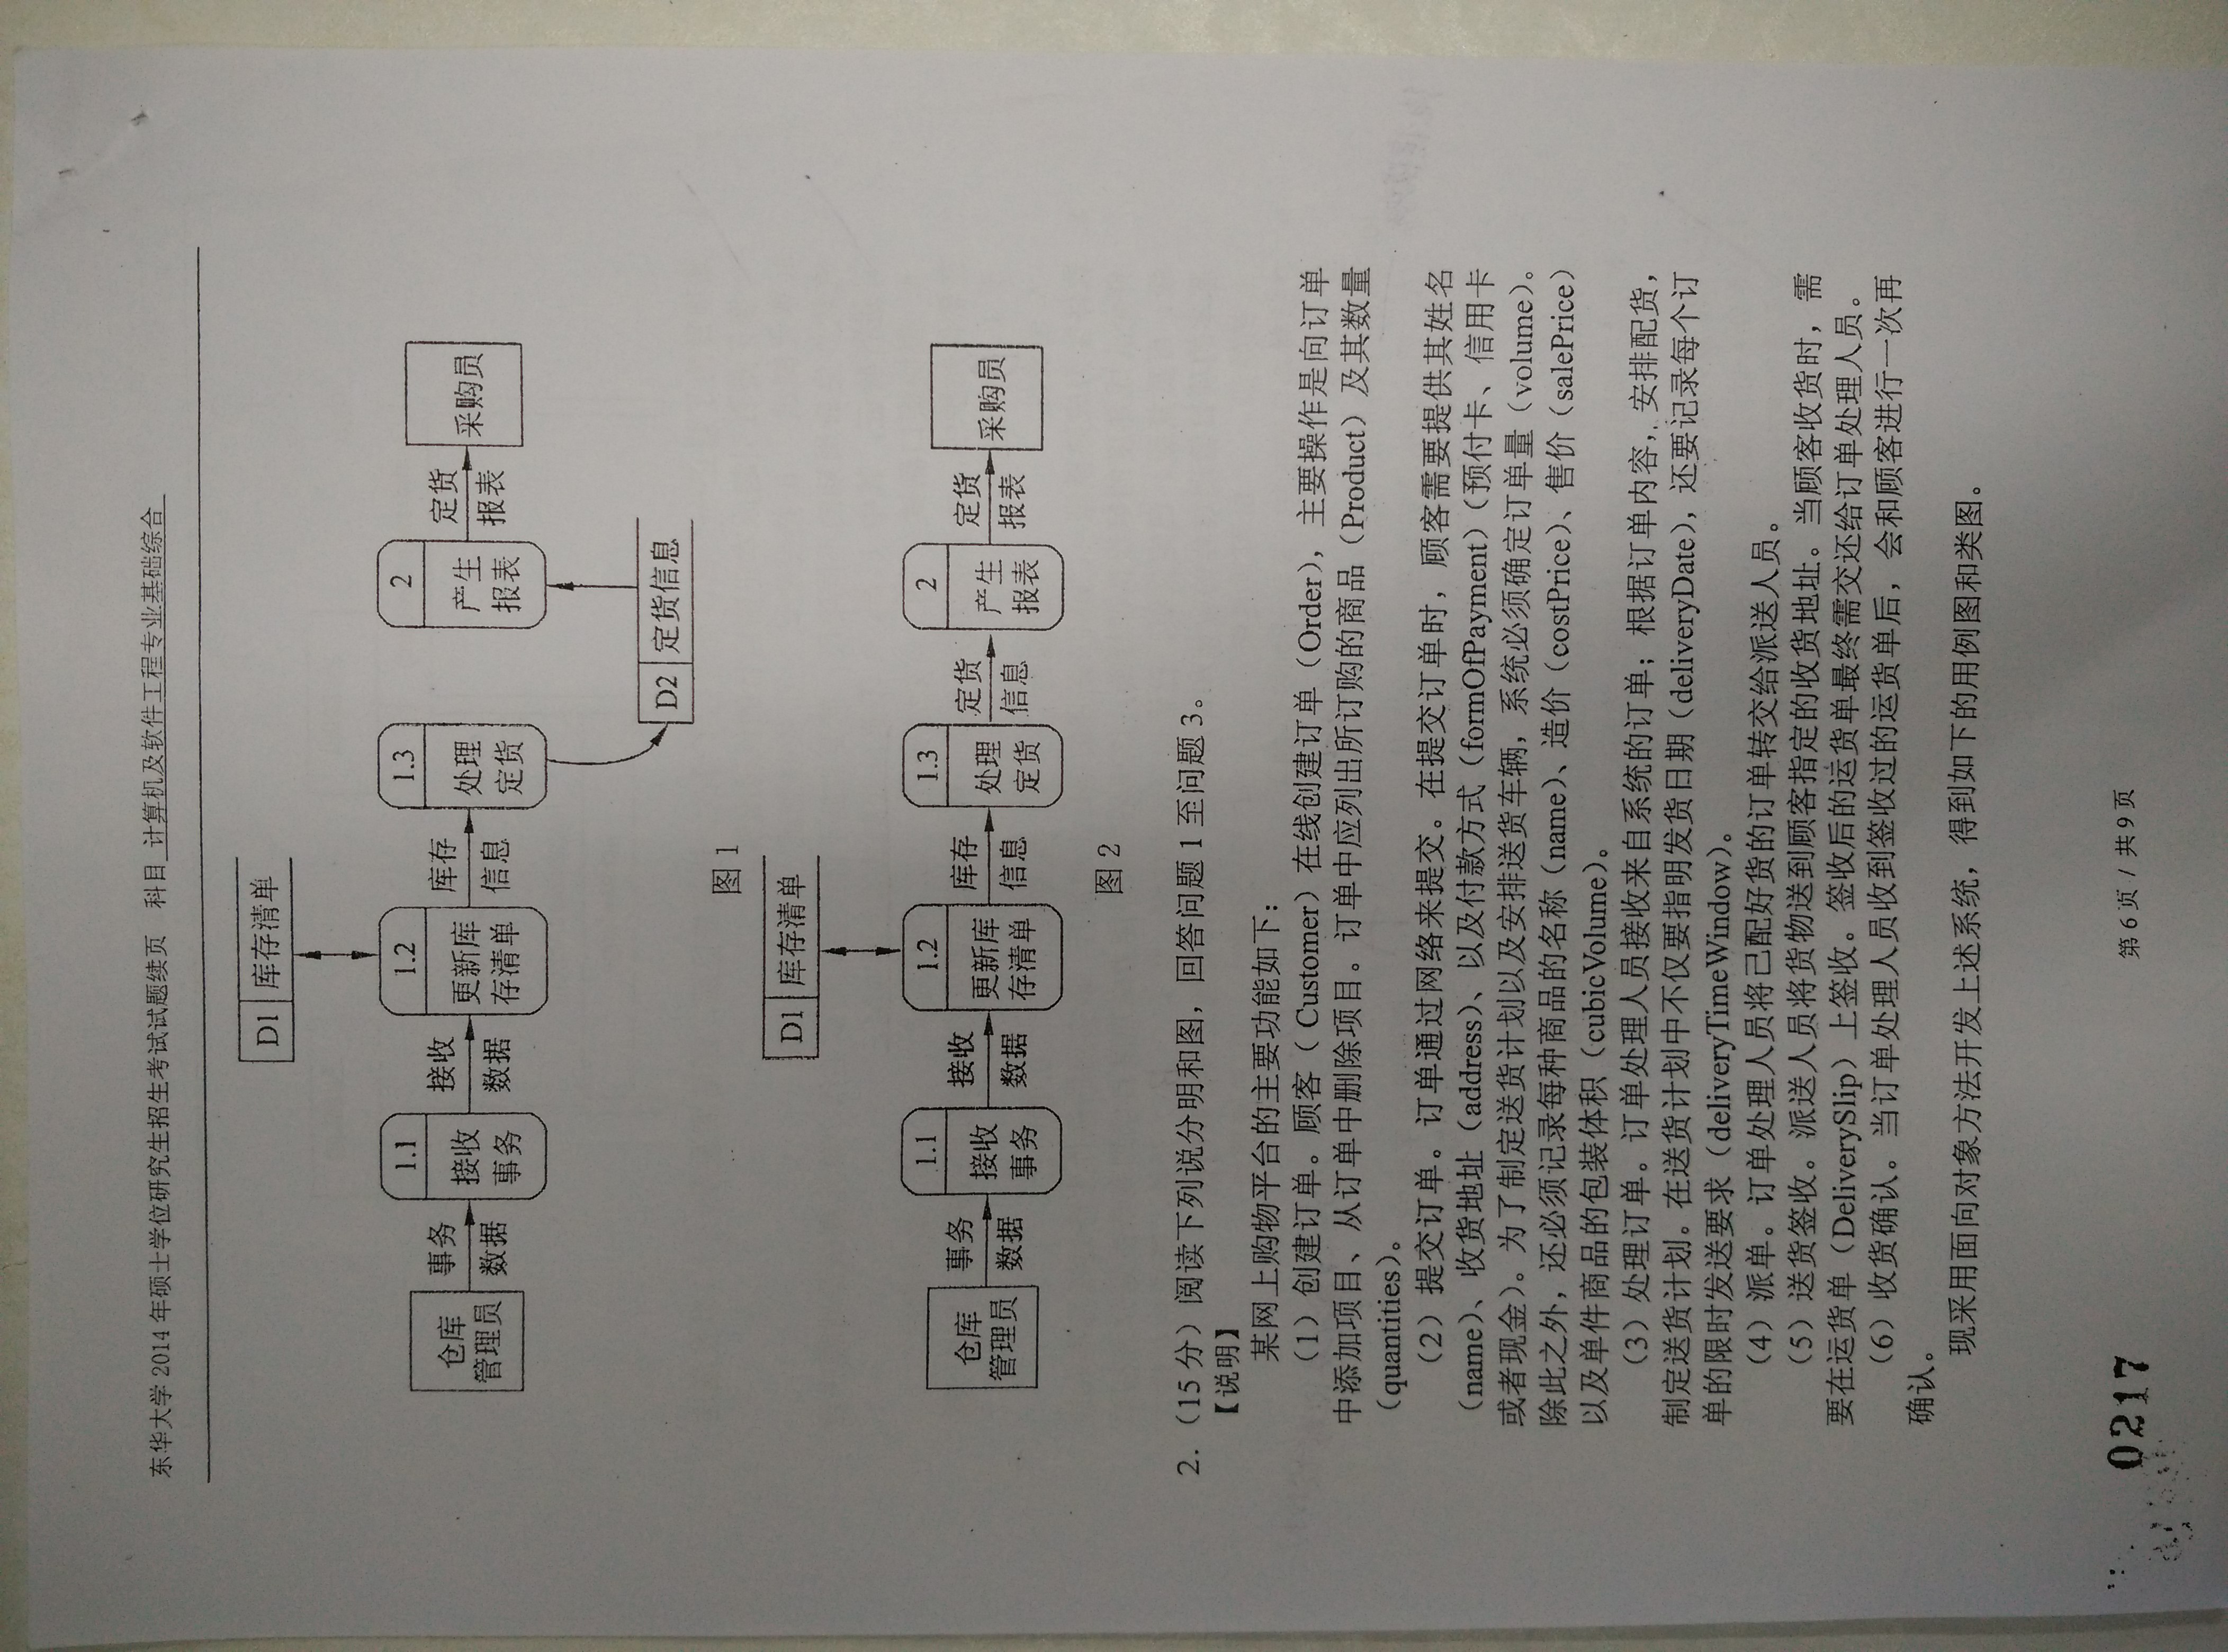 东华大学 2014 年硕士学位研究生招生考试试题续页 科目 计算机及软件工程专业基础综合
D1 库存清单
仓库管理员
事务数据
1.1 接收事务
接收数据
1.2 更新库存清单
库存信息
1.3 处理定货
2 产生报表
定货报表
采购员
D2 定货信息
图 1
D1 库存清单
仓库管理员
事务数据
1.1 接收事务
接收数据
1.2 更新库存清单
库存信息
1.3 处理定货
定货信息
2 产生报表
定货报表
采购员
图 2
2.（15 分）阅读下列说分明和图，回答问题 1 至问题 3。
【说明】
某网上购物平台的主要功能如下：
（1）创建订单。顾客（ Customer）在线创建订单（Order），主要操作是向订单
中添加项目、从订单中删除项目。订单中应列出所订购的商品（Product）及其数量
（quantities）。
（2）提交订单。订单通过网络来提交。在提交订单时，顾客需要提供其姓名
（name）、收货地址（address）、以及付款方式（formOfPayment）（预付卡、信用卡
或者现金）。为了制定送货计划以及安排送货车辆，系统必须确定订单量（volume）。
除此之外，还必须记录每种商品的名称（name）、造价（costPrice）、售价（salePrice）
以及单件商品的包装体积（cubicVolume）。
（3）处理订单。订单处理人员接收来自系统的订单；根据订单内容，安排配货，
制定送货计划。在送货计划中不仅要指明发货日期（deliveryDate），还要记录每个订
单的限时发送要求（deliveryTimeWindow）。
（4）派单。订单处理人员将己配好货的订单转交给派送人员。
（5）送货签收。派送人员将货物送到顾客指定的收货地址。当顾客收货时，需
要在运货单（DeliverySlip）上签收。签收后的运货单最终需交还给订单处理人员。
（6）收货确认。当订单处理人员收到签收过的运货单后，会和顾客进行一次再
确认。
现采用面向对象方法开发上述系统，得到如下的用例图和类图。
第 6 页 / 共 9 页
0217